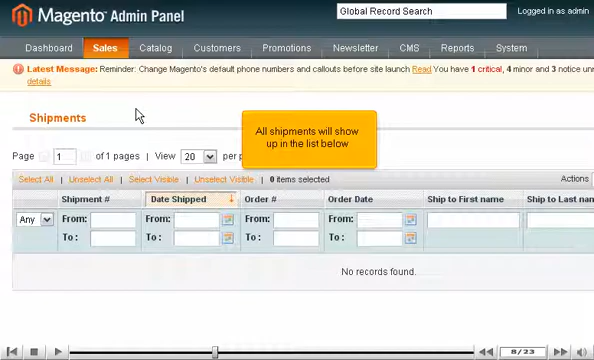 Magento Admin Panel
Global Record Search
Logged in as admin
Dashboard Sales Catalog Customers Promotions Newsletter CMS Reports System
Latest Message: Reminder: Change Magento's default phone numbers and callouts before site launch Read You have 1 critical, 4 minor and 3 notice
details
Shipments
All shipments will show
up in the list below
Page 1 of 1 pages | View 20 per
Select All | Unselect All | Select Visible | Unselect Visible | 0 items selected
Actions
Shipment # Date Shipped Order # Order Date Ship to First name Ship to Last
Any From: From: From: From:
To : To : To : To :
No records found.
8/23